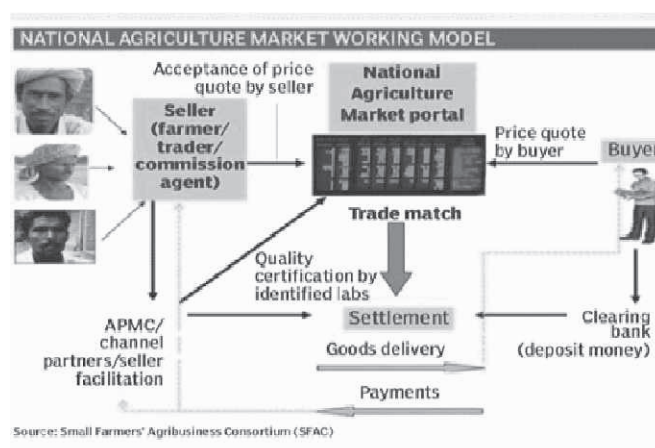 NATIONAL AGRICULTURE MARKET WORKING MODEL
Acceptance of price
quote by seller
National
Agriculture
Market portal
Seller
(farmer/
trader/
commission
agent)
Price quote
by buyer
Buyer
Trade match
Quality
certification by
identified labs
Settlement
APMC/
channel
partners/seller
facilitation
Clearing
bank
(deposit money)
Goods delivery
Payments
Source: Small Farmers' Agribusiness Consortium (SFAC)